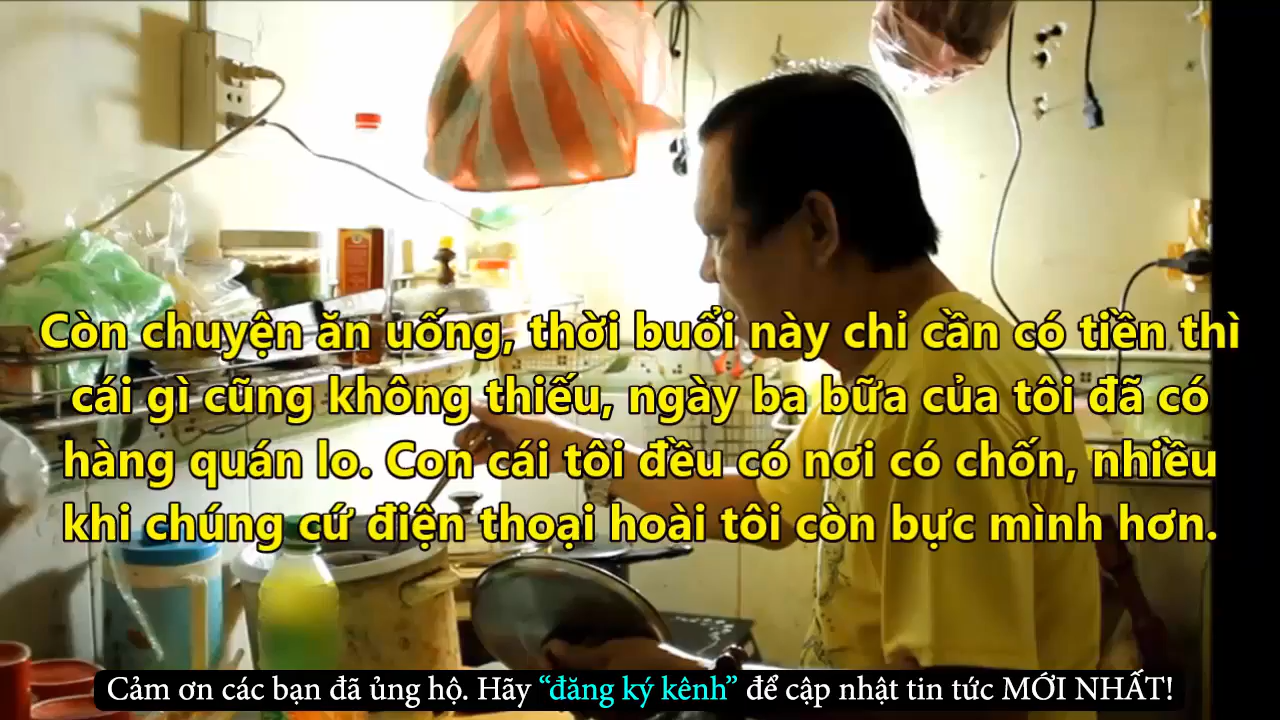 Còn chuyện ăn uống, thời buổi này chỉ cần có tiền thì
cái gì cũng không thiếu, ngày ba bữa của tôi đã có
hàng quán lo. Con cái tôi đều có nơi có chốn, nhiều
khi chúng cứ điện thoại hoài tôi còn bực mình hơn.
Cảm ơn các bạn đã ủng hộ. Hãy “đăng ký kênh” để cập nhật tin tức MỚI NHẤT!